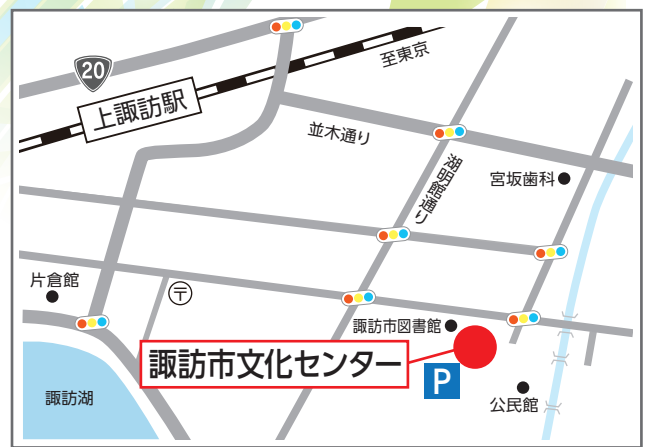 20
至東京
上諏訪駅
並木通り
湖明館通り
宮坂歯科
片倉館
〒
諏訪市図書館
諏訪市文化センター
P
諏訪湖
公民館